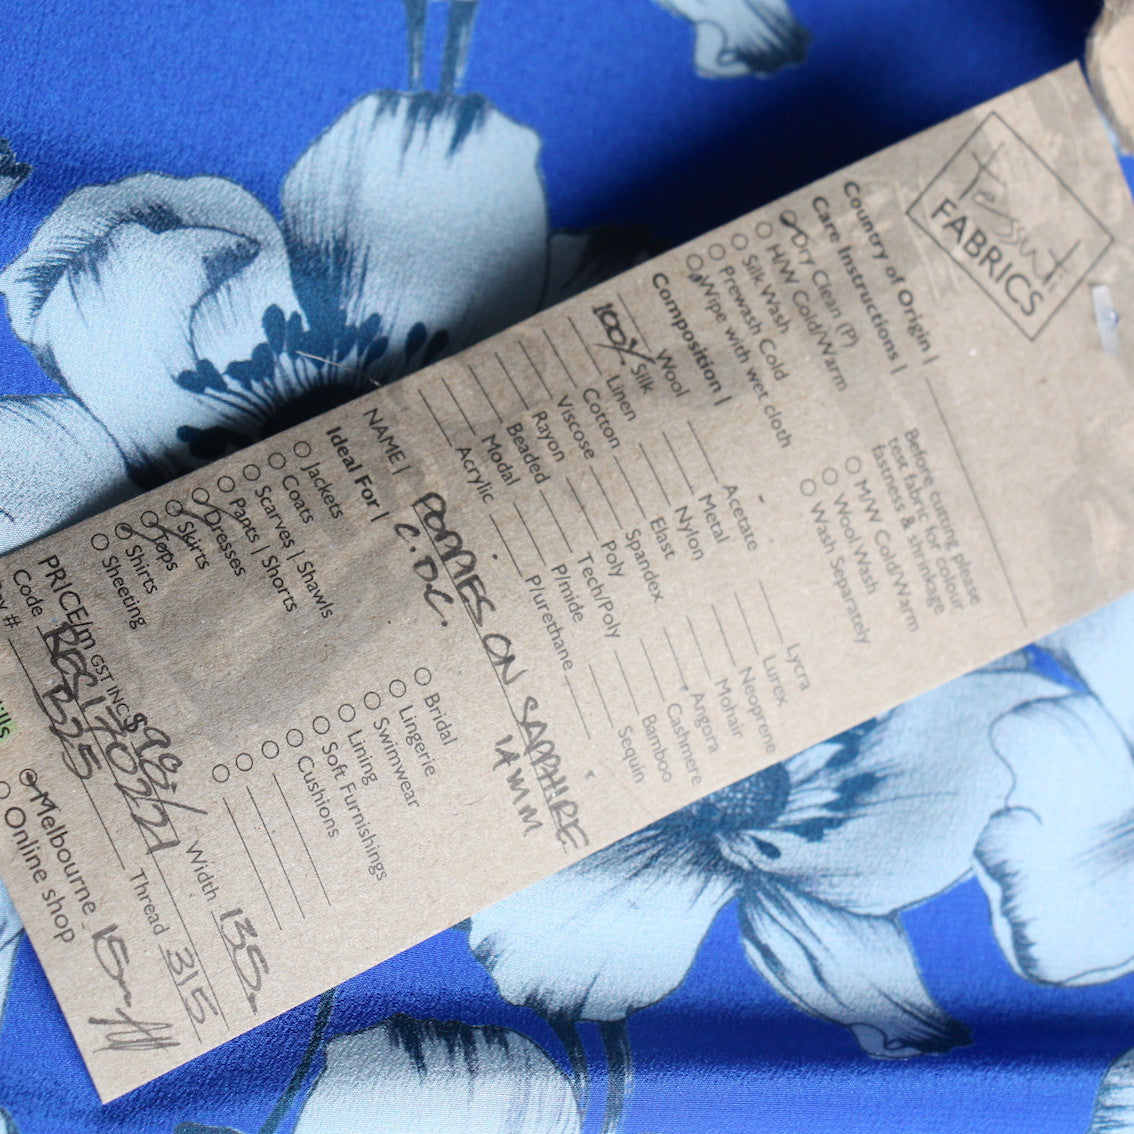 Tessuti
FABRICS
Country of Origin |
Care Instructions |
Dry Clean (P)
H/W Cold/Warm
Silk Wash
Prewash Cold
Wipe with wet cloth
Before cutting please
test fabric for colour
fastness & shrinkage
M/W Cold/Warm
Wool Wash
Wash Separately
Composition |
Wool
100% Silk
Linen
Cotton
Viscose
Rayon
Beaded
Modal
Acrylic
Acetate
Metal
Nylon
Elast
Spandex
Poly
Tech/Poly
P/mide
P/urethane
Lycra
Lurex
Neoprene
Mohair
Angora
Cashmere
Bamboo
Sequin
NAME | POPPIES ON SAPPHIRE
C.D.C. 14MM
Ideal For |
Jackets
Coats
Scarves | Shawls
Pants | Shorts
Dresses
Skirts
Tops
Shirts
Sheeting
Bridal
Lingerie
Swimwear
Lining
Soft Furnishings
Cushions
PRICE/m GST INC $99/ Width 135
Code
B25 Thread 315
Melbourne 15m
Online shop